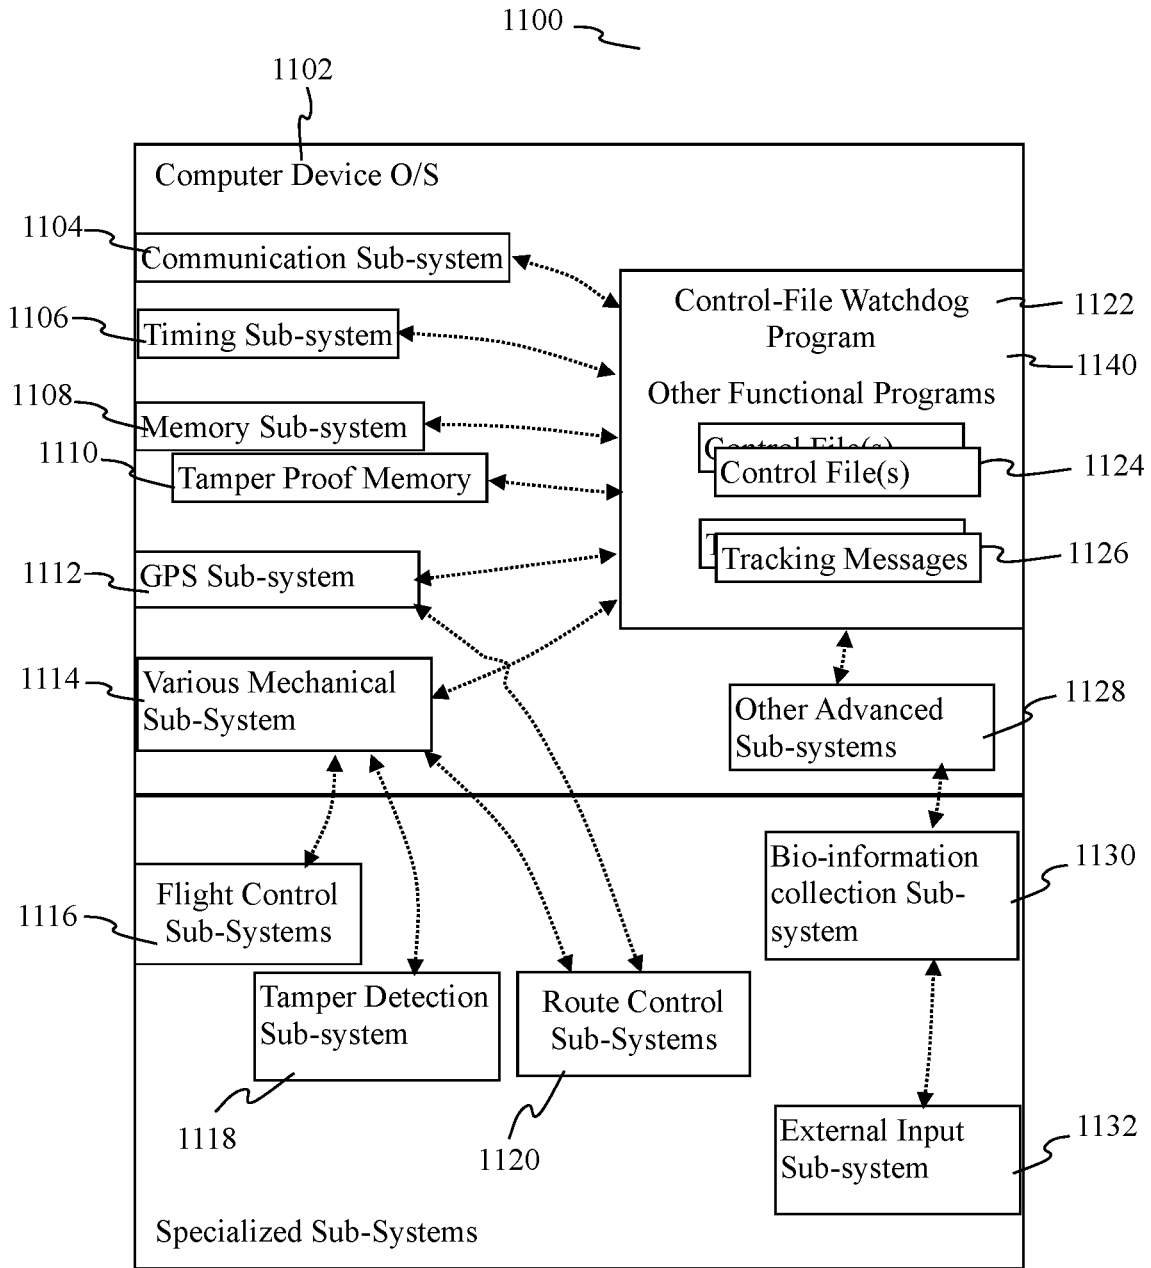 1100
1102
Computer Device O/S
1104
Communication Sub-system
1106
Timing Sub-system
1108
Memory Sub-system
1110
Tamper Proof Memory
1112
GPS Sub-system
1114
Various Mechanical
Sub-System
Control-File Watchdog
Program
1122
1140
Other Functional Programs
Control File(s)
Control File(s)
1124
Tracking Messages
1126
Other Advanced
Sub-systems
1128
Flight Control
Sub-Systems
1116
Tamper Detection
Sub-system
1118
Route Control
Sub-Systems
1120
Bio-information
collection Sub-
system
1130
External Input
Sub-system
1132
Specialized Sub-Systems